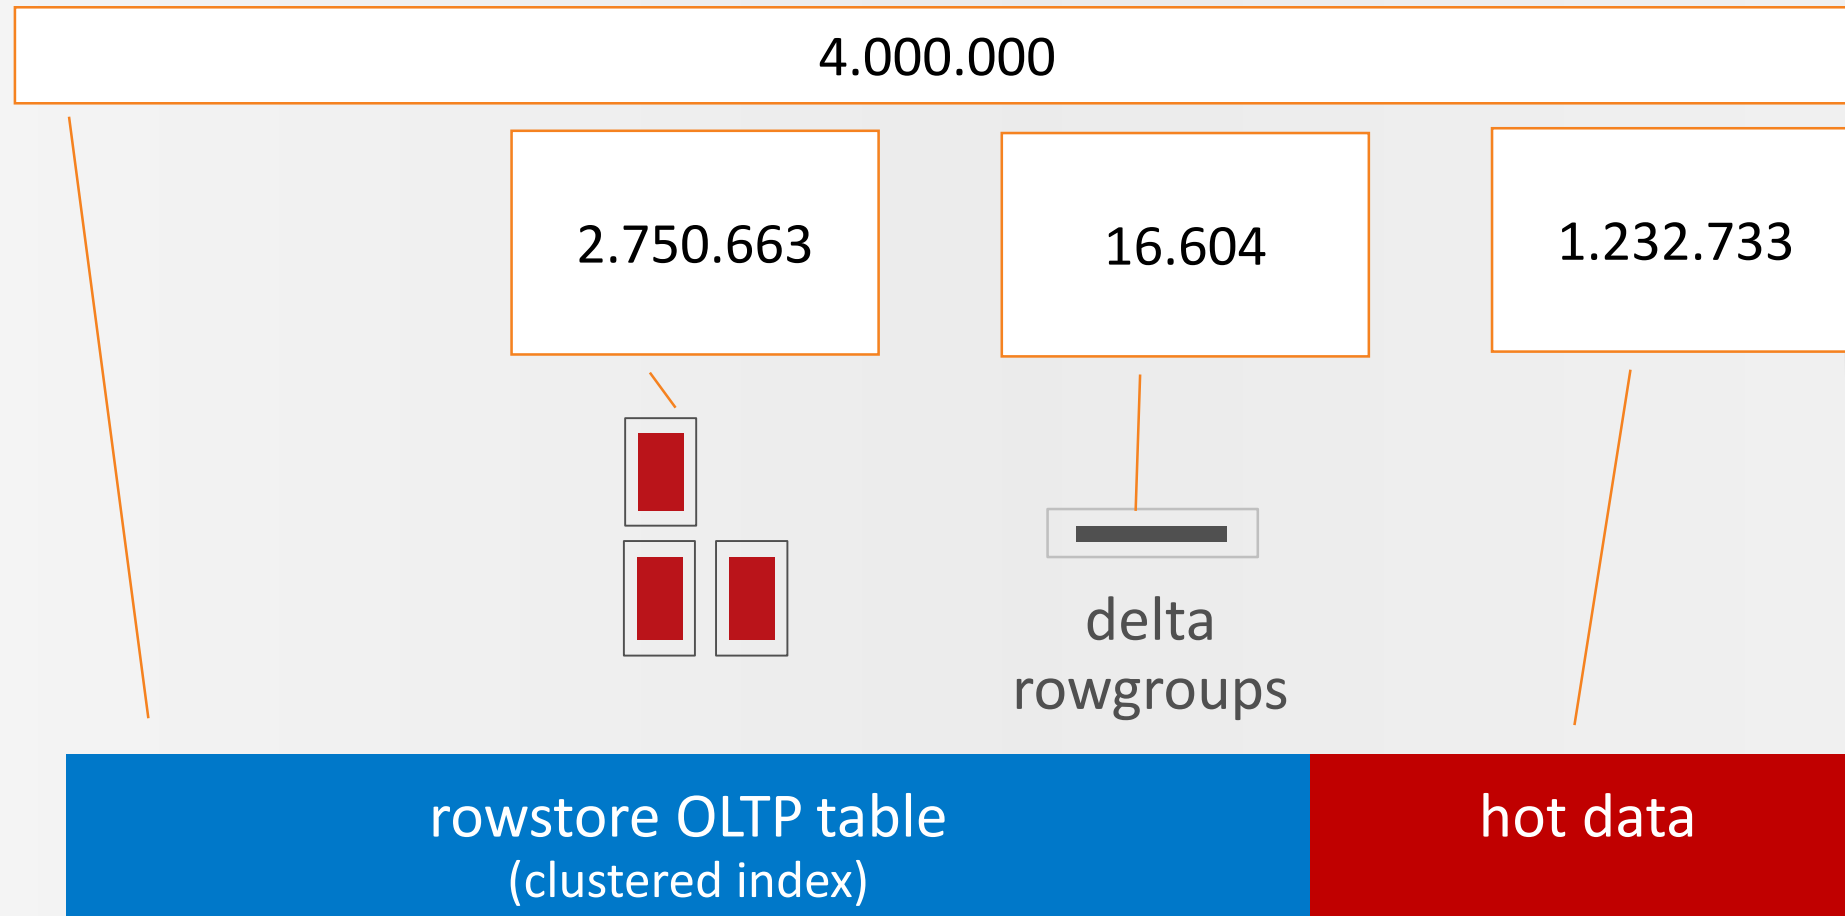 4.000.000
2.750.663
16.604
1.232.733
delta
rowgroups
rowstore OLTP table
(clustered index)
hot data